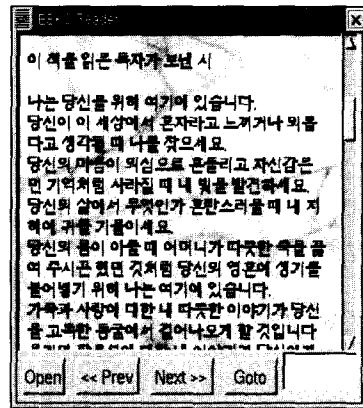 EBook Reader
이 책을 읽은 독자가 보낸 시
나는 당신을 위해 여기에 있습니다.
당신이 이 세상에서 혼자라고 느끼거나 외롭
다고 생각될 때 나를 찾으세요.
당신의 마음이 의심으로 흔들리고 자신감은
먼 기억처럼 사라질 때 내 빛을 발견하세요.
당신의 삶에서 무엇인가 혼란스러울 때 내 지
혜에 귀를 기울이세요.
당신의 몸이 아플 때 어머니가 따뜻한 죽을 끓
여 주시곤 했던 것처럼 당신의 영혼에 생기를
불어넣기 위해 나는 여기에 있습니다.
가족과 사랑에 대한 내 따뜻한 이야기가 당신
을 고독한 동굴에서 걸어나오게 할 것입니다
Open
<< Prev
Next >>
Goto